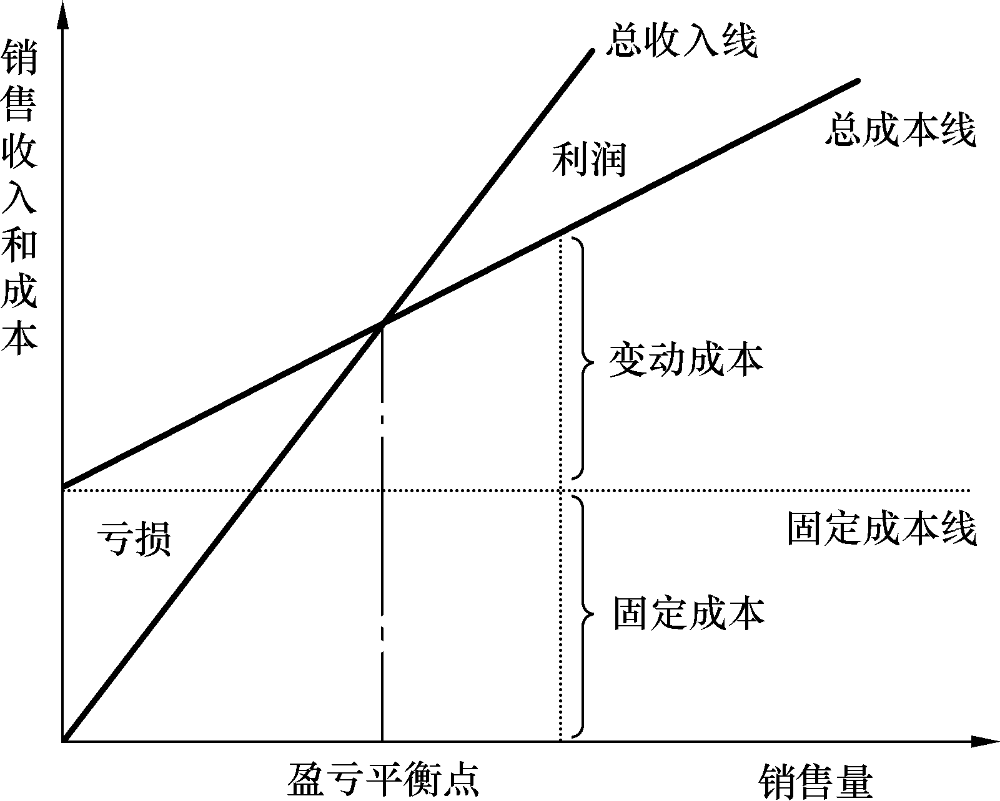 销售收入和成本
总收入线
总成本线
利润
变动成本
亏损
固定成本线
固定成本
盈亏平衡点
销售量